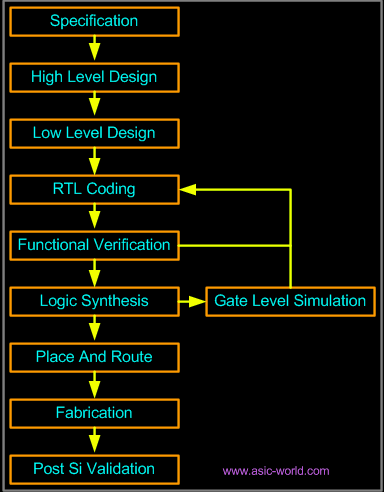 Specification
High Level Design
Low Level Design
RTL Coding
Functional Verification
Logic Synthesis
Gate Level Simulation
Place And Route
Fabrication
Post Si Validation
www.asic-world.com